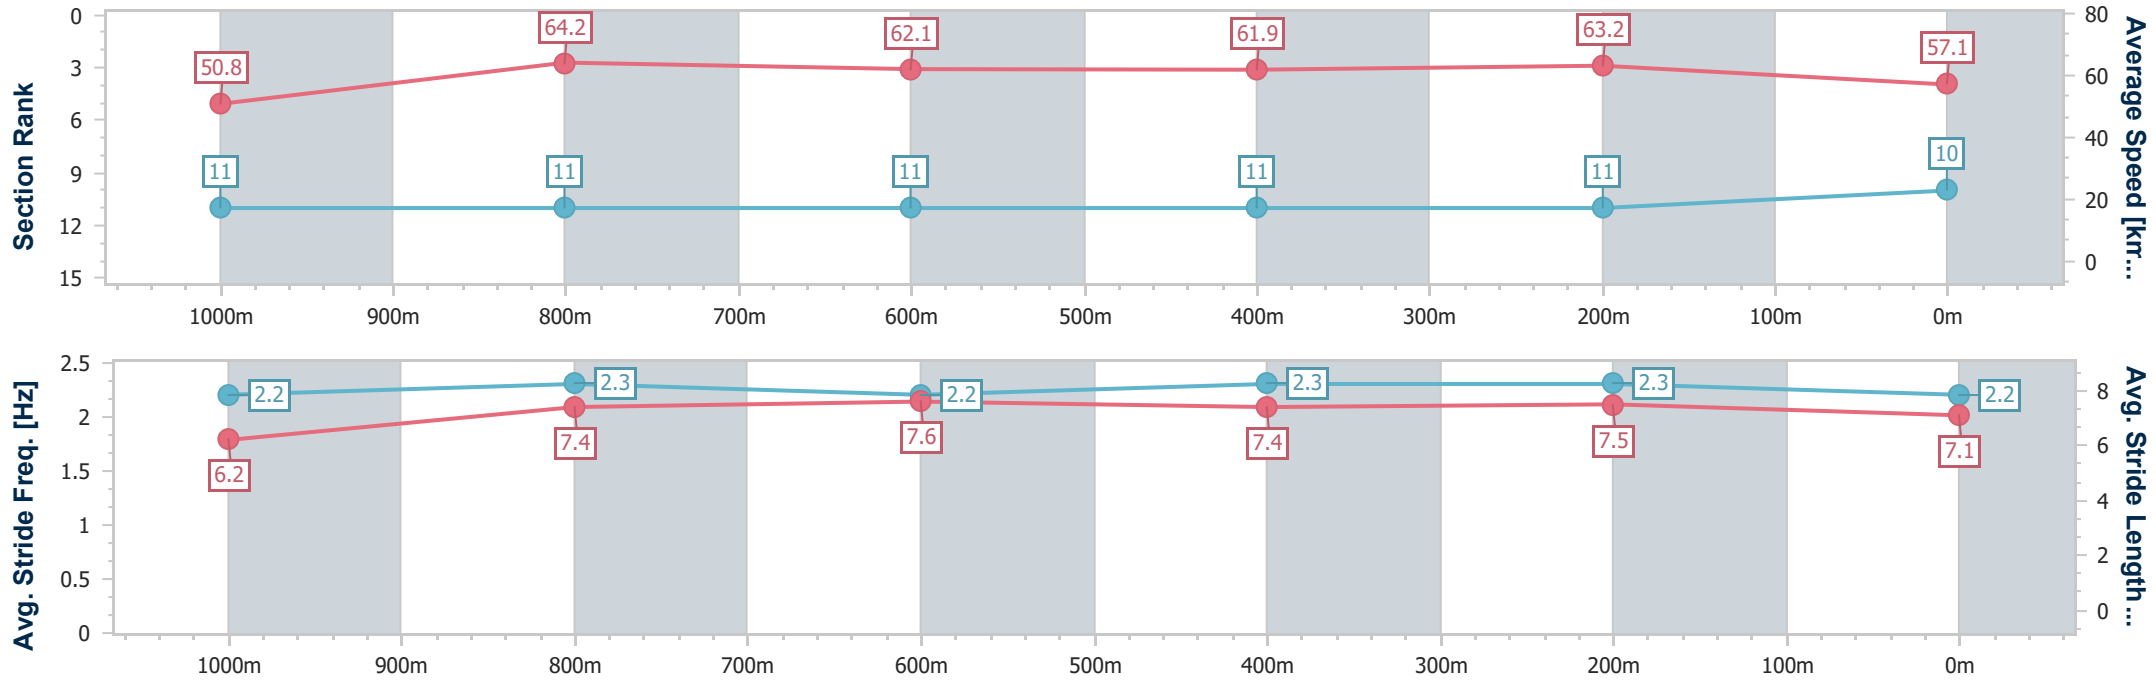 Section Rank
0
3
6
9
12
15
50.8
64.2
62.1
61.9
63.2
57.1
11
11
11
11
11
10
80
60
40
20
0
Average Speed [km...
1000m
900m
800m
700m
600m
500m
400m
300m
200m
100m
0m
Avg. Stride Freq. [Hz]
2.5
2
1.5
1
0.5
0
2.2
2.3
2.2
2.3
2.3
2.2
6.2
7.4
7.6
7.4
7.5
7.1
8
6
4
2
0
Avg. Stride Length ...
1000m
900m
800m
700m
600m
500m
400m
300m
200m
100m
0m